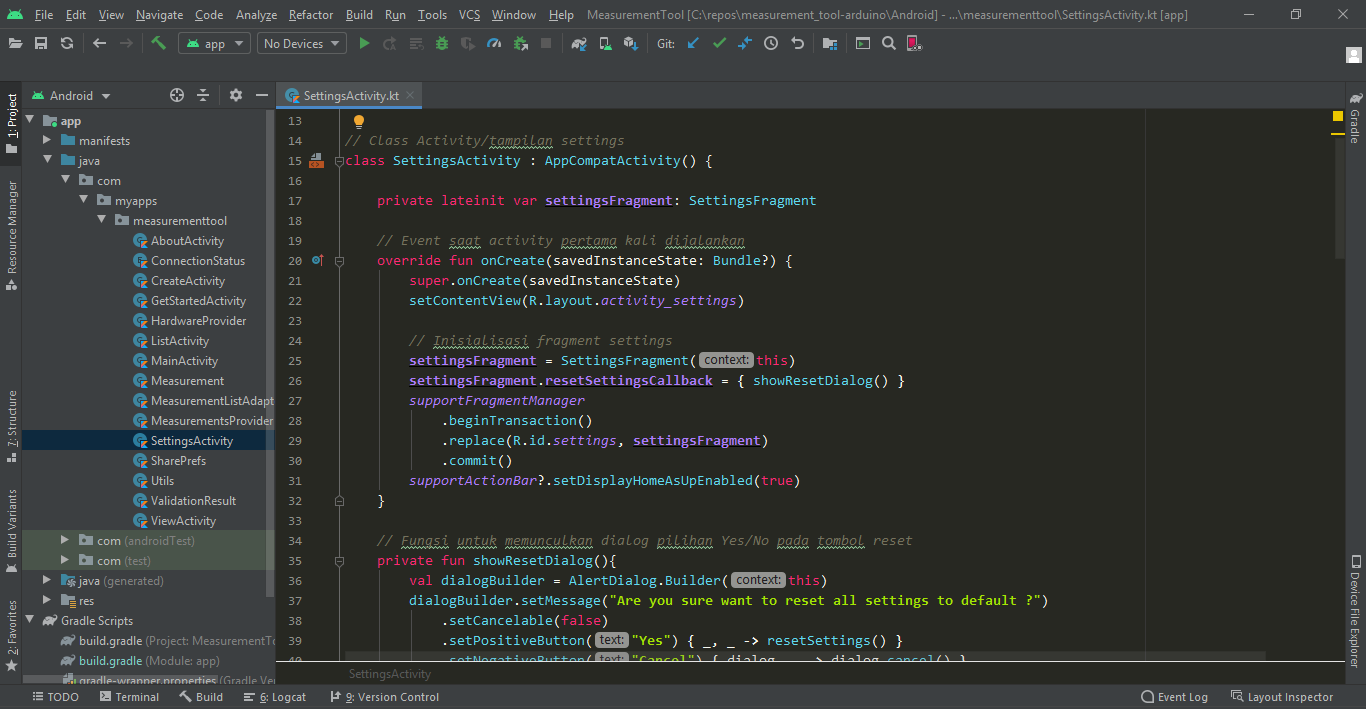 File Edit View Navigate Code Analyze Refactor Build Run Tools VCS Window Help MeasurementTool [C:\repos\measurement_tool-arduino\Android] - ...\measurementtool\SettingsActivity.kt [app]
app No Devices Git:
Android
SettingsActivity.kt
1: Project
Resource Manager
7: Structure
Build Variants
2: Favorites
app
manifests
java
com
myapps
measurementtool
AboutActivity
ConnectionStatus
CreateActivity
GetStartedActivity
HardwareProvider
ListActivity
MainActivity
Measurement
MeasurementListAdapt
MeasurementsProvider
SettingsActivity
SharePrefs
Utils
ValidationResult
ViewActivity
com (androidTest)
com (test)
java (generated)
res
Gradle Scripts
build.gradle (Project: MeasurementTo
build.gradle (Module: app)
gradle-wrapper.properties (Gradle Ver
13
14 // Class Activity/tampilan settings
15 class SettingsActivity : AppCompatActivity() {
16
17 private lateinit var settingsFragment: SettingsFragment
18
19 // Event saat activity pertama kali dijalankan
20 override fun onCreate(savedInstanceState: Bundle?) {
21 super.onCreate(savedInstanceState)
22 setContentView(R.layout.activity_settings)
23
24 // Inisialisasi fragment settings
25 settingsFragment = SettingsFragment( context: this)
26 settingsFragment.resetSettingsCallback = { showResetDialog() }
27 supportFragmentManager
28 .beginTransaction()
29 .replace(R.id.settings, settingsFragment)
30 .commit()
31 supportActionBar?.setDisplayHomeAsUpEnabled(true)
32 }
33
34 // Fungsi untuk memunculkan dialog pilihan Yes/No pada tombol reset
35 private fun showResetDialog(){
36 val dialogBuilder = AlertDialog.Builder( context: this)
37 dialogBuilder.setMessage("Are you sure want to reset all settings to default ?")
38 .setCancelable(false)
39 .setPositiveButton( text: "Yes") { _, _ -> resetSettings() }
40 .setNegativeButton( text: "Cancel") { dialog, _ -> dialog.cancel() }
SettingsActivity
Gradle
Device File Explorer
TODO Terminal Build 6: Logcat 9: Version Control Event Log Layout Inspector